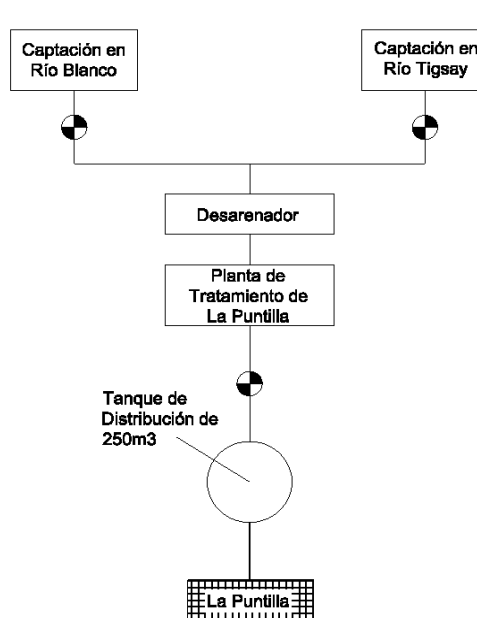 Captación en
Río Blanco
Captación en
Río Tigsay
Desarenador
Planta de
Tratamiento de
La Puntilla
Tanque de
Distribución de
250m3
La Puntilla